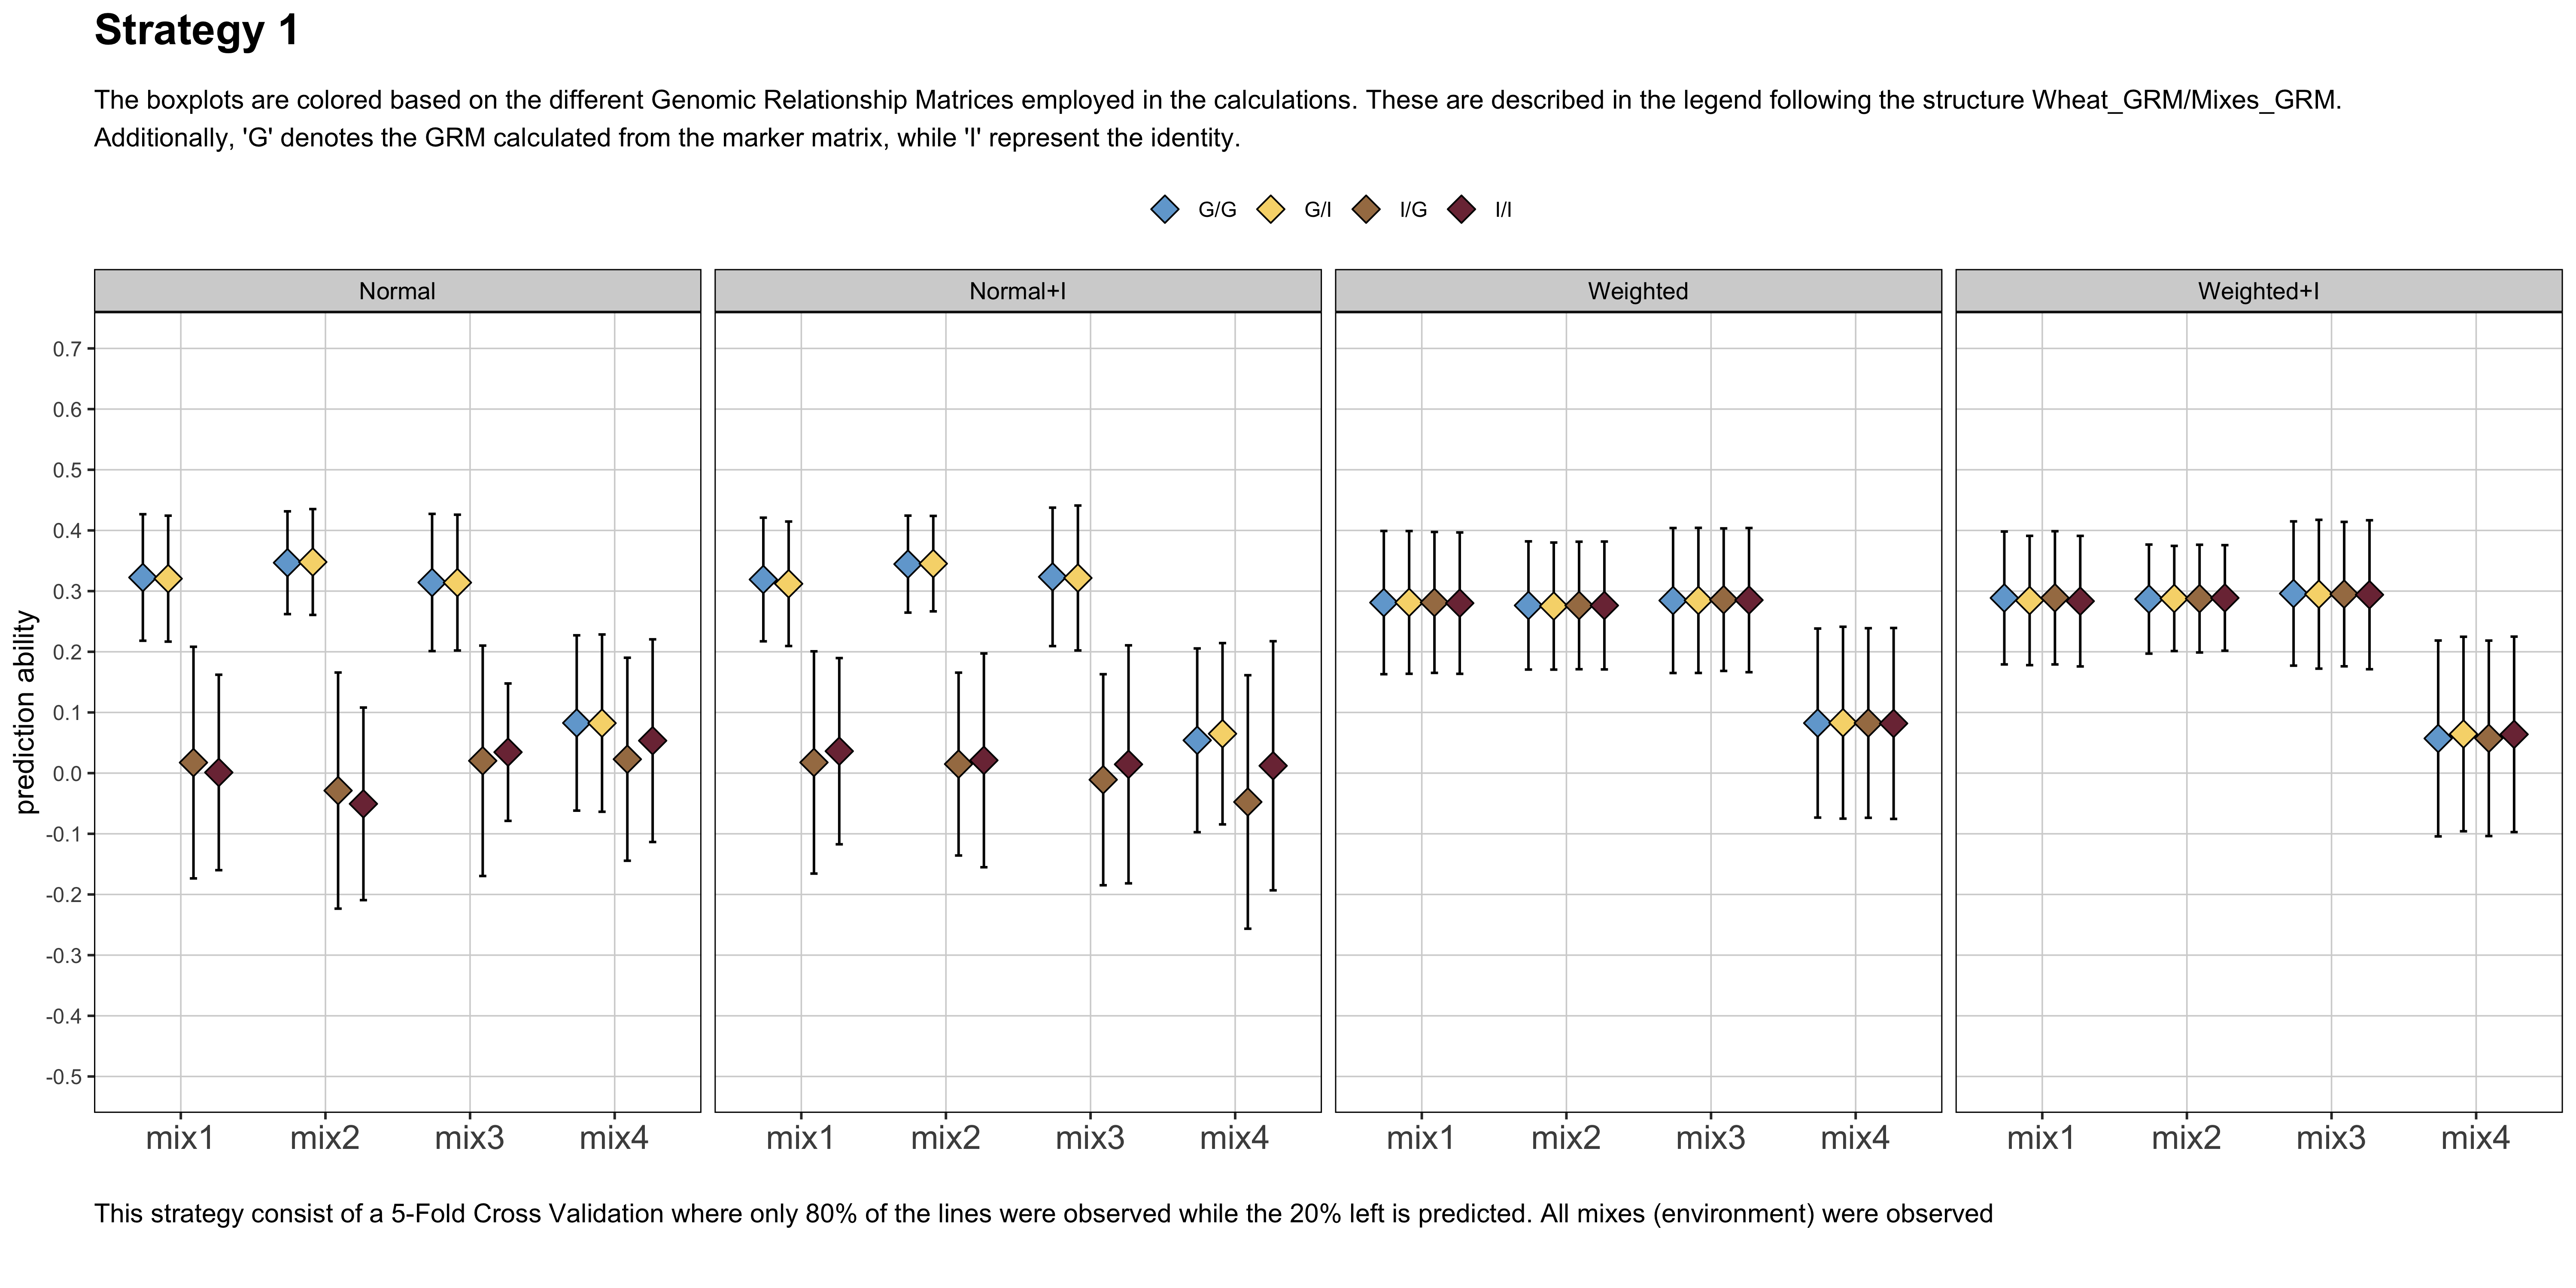 Strategy 1
The boxplots are colored based on the different Genomic Relationship Matrices employed in the calculations. These are described in the legend following the structure Wheat_GRM/Mixes_GRM.
Additionally, 'G' denotes the GRM calculated from the marker matrix, while 'I' represent the identity.
G/G G/I I/G I/I
Normal Normal+I Weighted Weighted+I
prediction ability
0.7
0.6
0.5
0.4
0.3
0.2
0.1
0.0
-0.1
-0.2
-0.3
-0.4
-0.5
mix1 mix2 mix3 mix4 mix1 mix2 mix3 mix4 mix1 mix2 mix3 mix4 mix1 mix2 mix3 mix4
This strategy consist of a 5-Fold Cross Validation where only 80% of the lines were observed while the 20% left is predicted. All mixes (environment) were observed